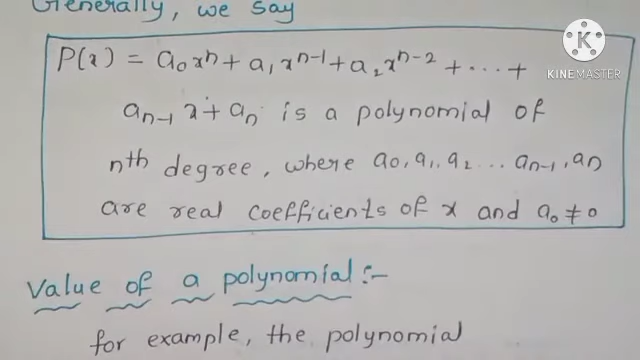 Generally, we say
P(x) = a₀xⁿ + a₁xⁿ⁻¹ + a₂xⁿ⁻² + ... +
aₙ₋₁ x + aₙ is a polynomial of
nth degree, where a₀, a₁, a₂ ... aₙ₋₁, aₙ
are real coefficients of x and a₀ ≠ 0
Value of a polynomial :-
for example, the polynomial
KINEMASTER